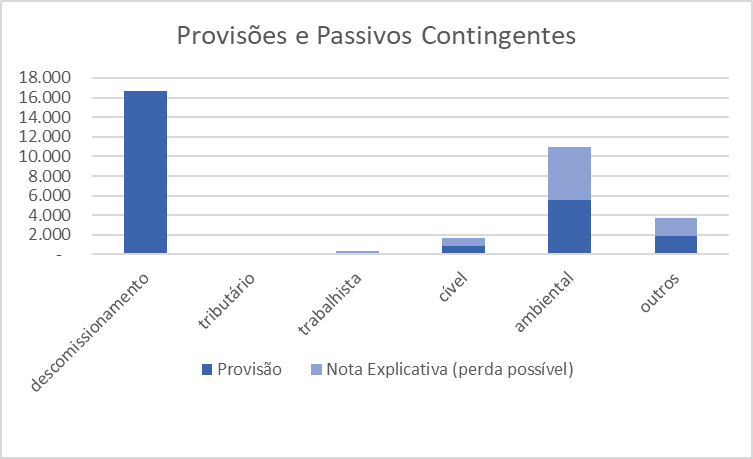 Provisões e Passivos Contingentes
18.000
16.000
14.000
12.000
10.000
8.000
6.000
4.000
2.000
-
descomissionamento
tributário
trabalhista
cível
ambiental
outros
Provisão
Nota Explicativa (perda possível)